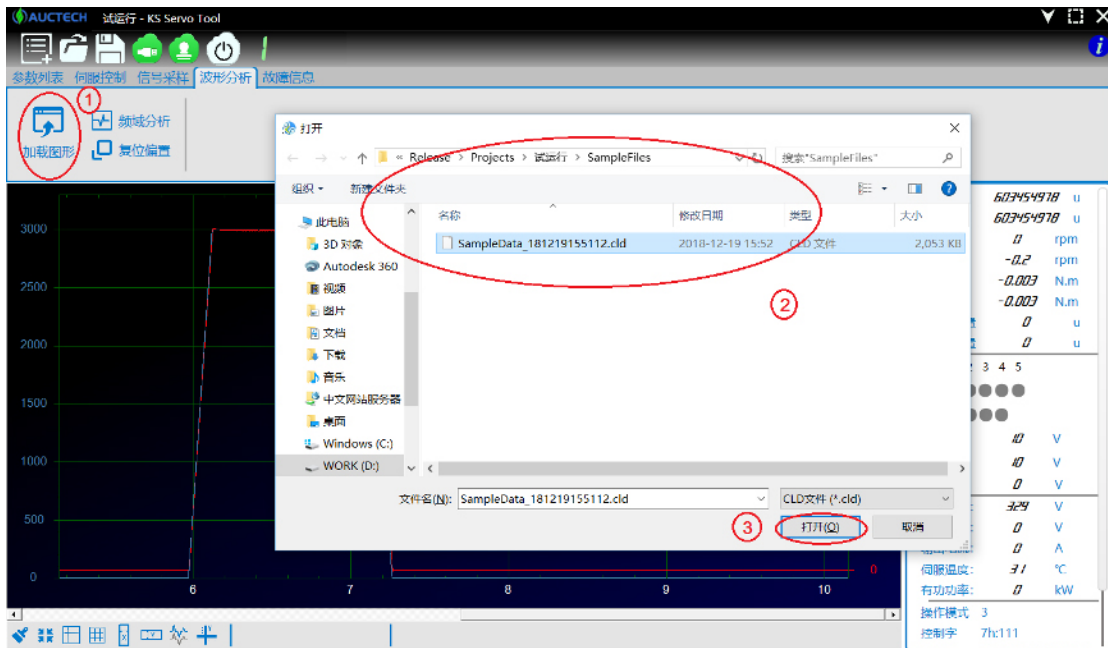 AUCTECH 试运行 - KS Servo Tool
参数列表 伺服控制 信号采样 波形分析 故障信息
①
加载图形
频域分析
复位偏置
打开
« Release › Projects › 试运行 › SampleFiles
搜索"SampleFiles"
组织 新建文件夹
名称 修改日期 类型 大小
SampleData_181219155112.cld 2018-12-19 15:52 CLD 文件 2,053 KB
此电脑
3D 对象
Autodesk 360
视频
图片
文档
下载
音乐
中文网站服务器
桌面
Windows (C:)
WORK (D:)
②
文件名(N): SampleData_181219155112.cld CLD文件 (*.cld)
③ 打开(O) 取消
3000
2500
2000
1500
1000
500
0
0
6 7 8 9 10
603454978 u
603454978 u
0 rpm
-0.2 rpm
-0.003 N.m
-0.003 N.m
0 u
0 u
3 4 5
10 V
10 V
0 V
329 V
0 V
0 A
伺服温度: 31 ℃
有功功率: 0 kW
操作模式 3
控制字 7h:111